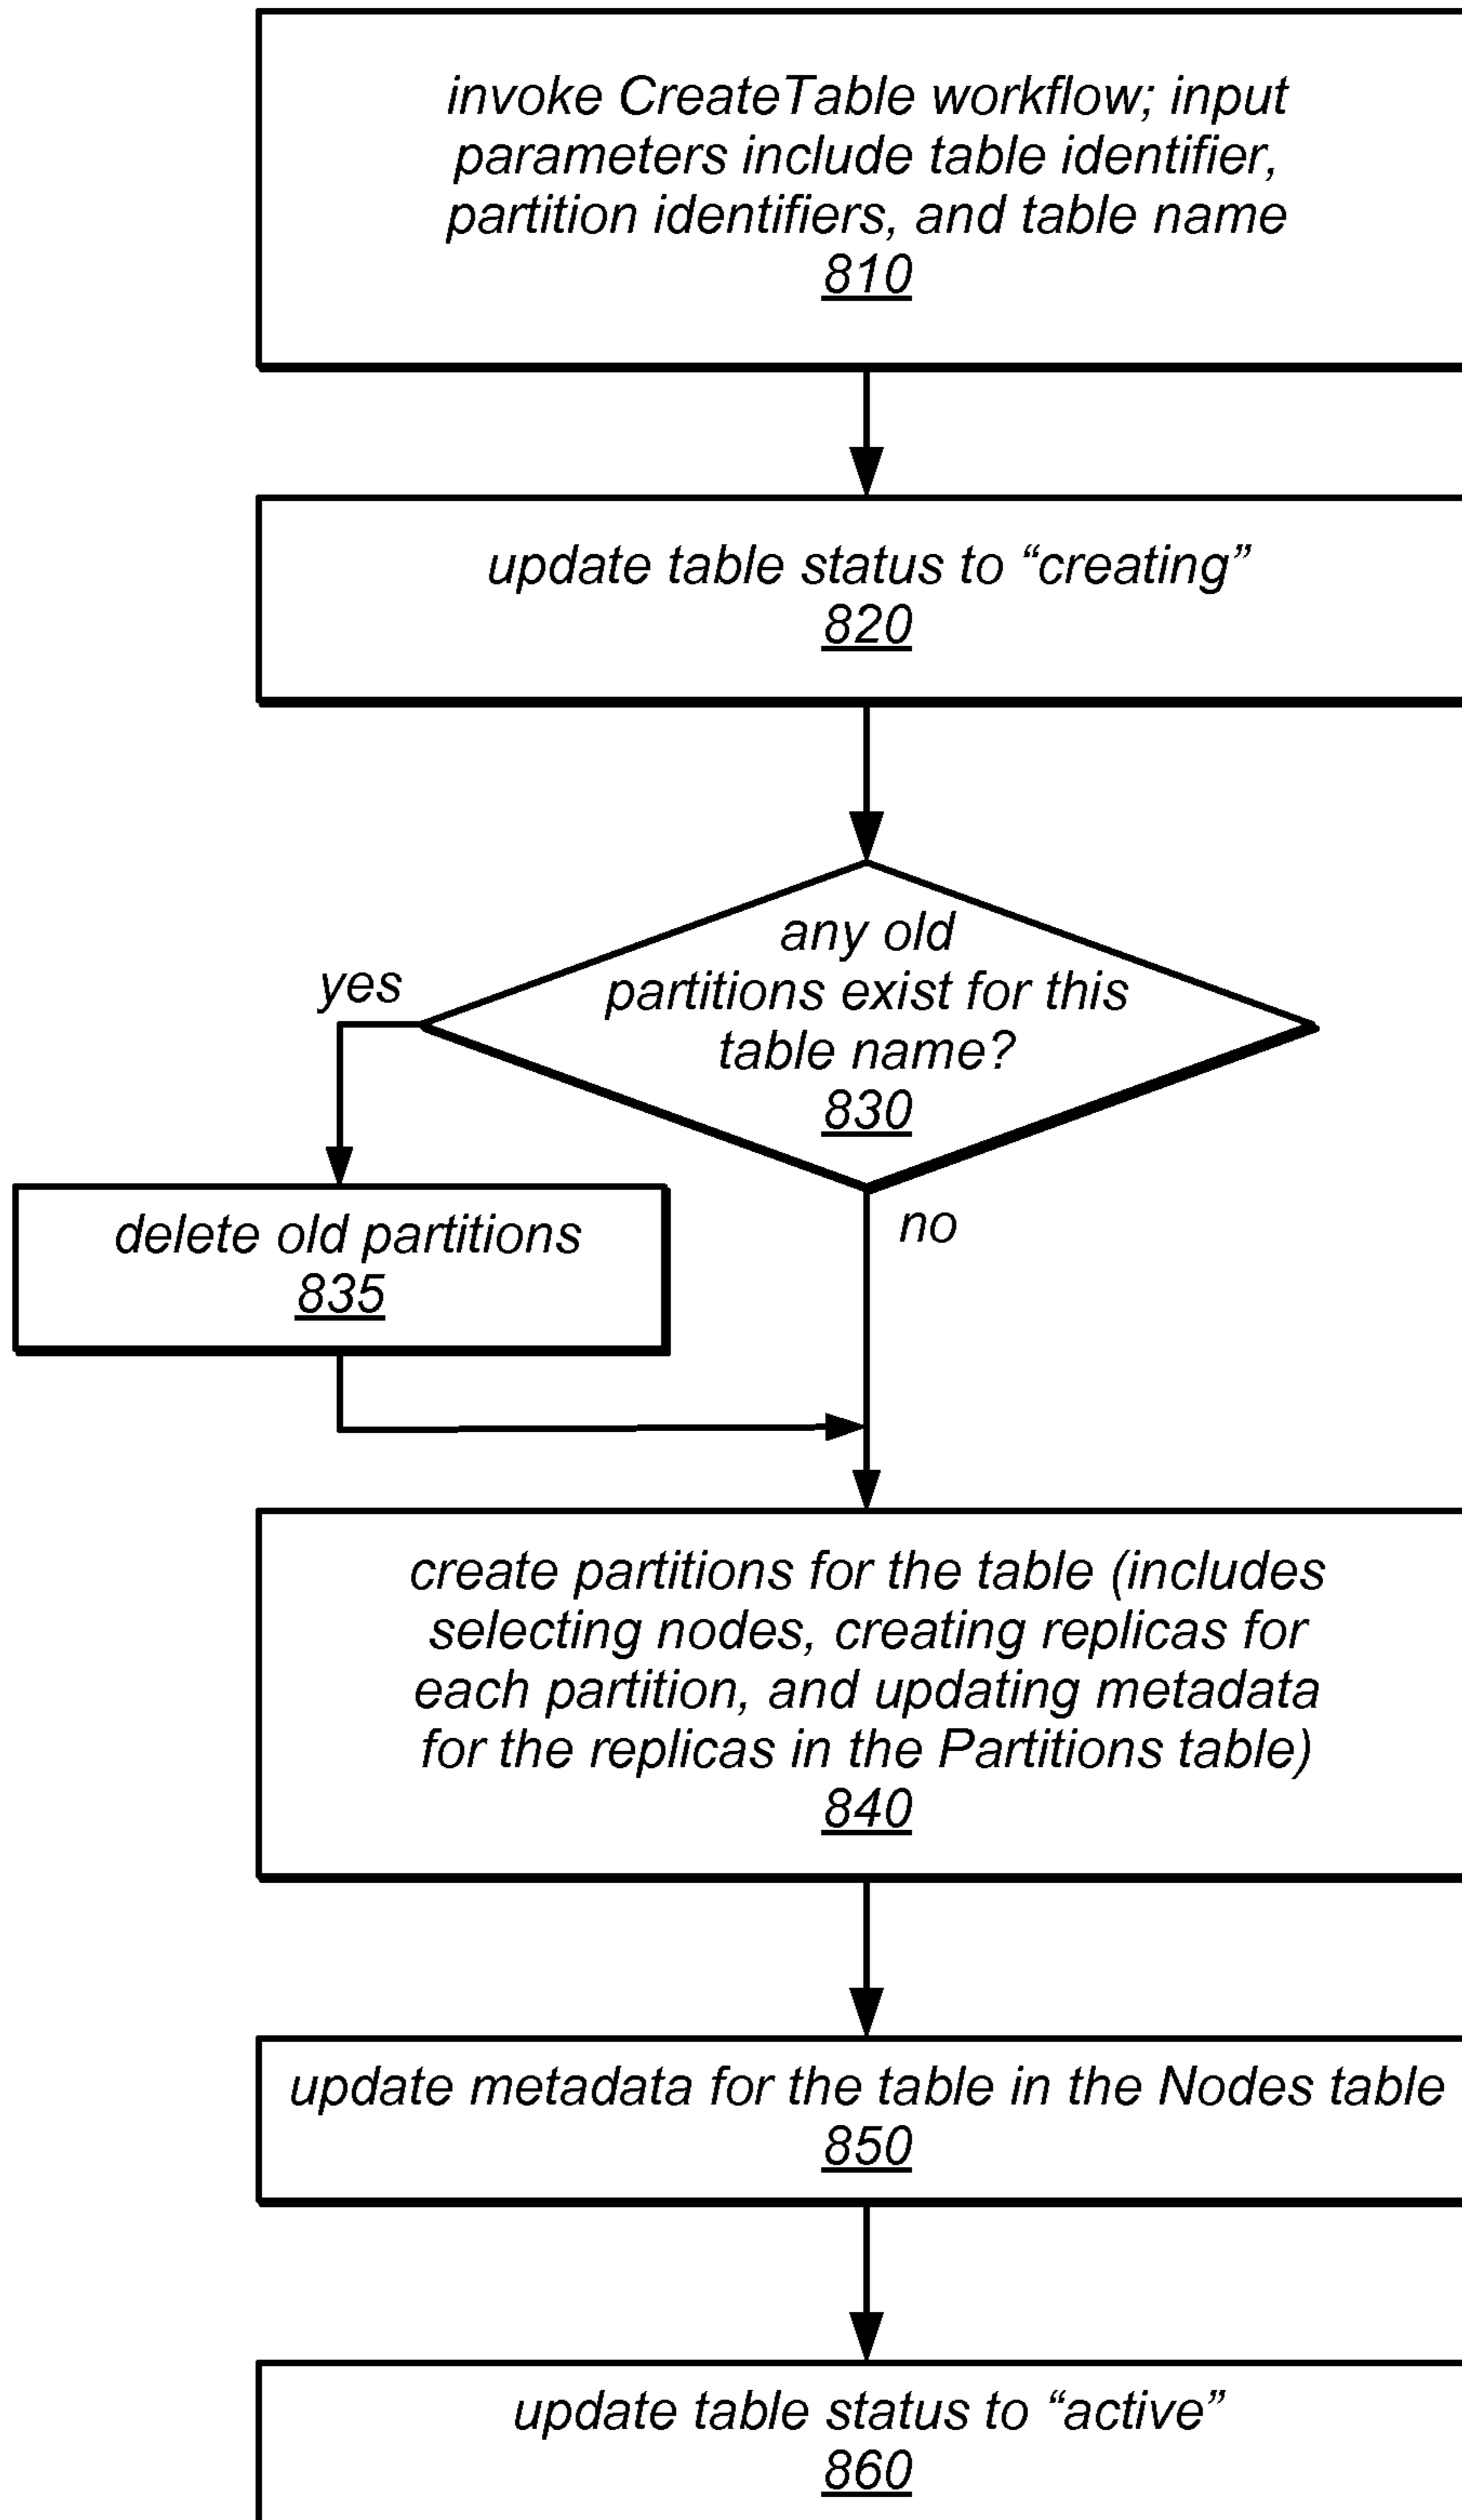 invoke CreateTable workflow; input
parameters include table identifier,
partition identifiers, and table name
810
update table status to “creating”
820
any old
partitions exist for this
table name?
830
yes
no
delete old partitions
835
create partitions for the table (includes
selecting nodes, creating replicas for
each partition, and updating metadata
for the replicas in the Partitions table)
840
update metadata for the table in the Nodes table
850
update table status to “active”
860